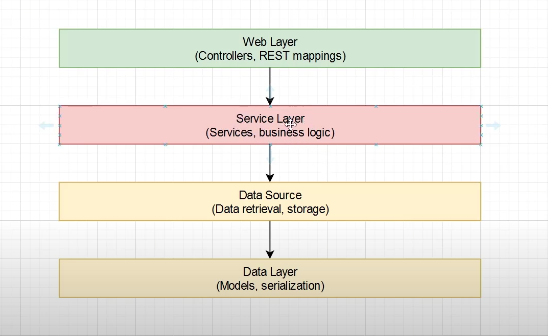 Web Layer
(Controllers, REST mappings)
Service Layer
(Services, business logic)
Data Source
(Data retrieval, storage)
Data Layer
(Models, serialization)